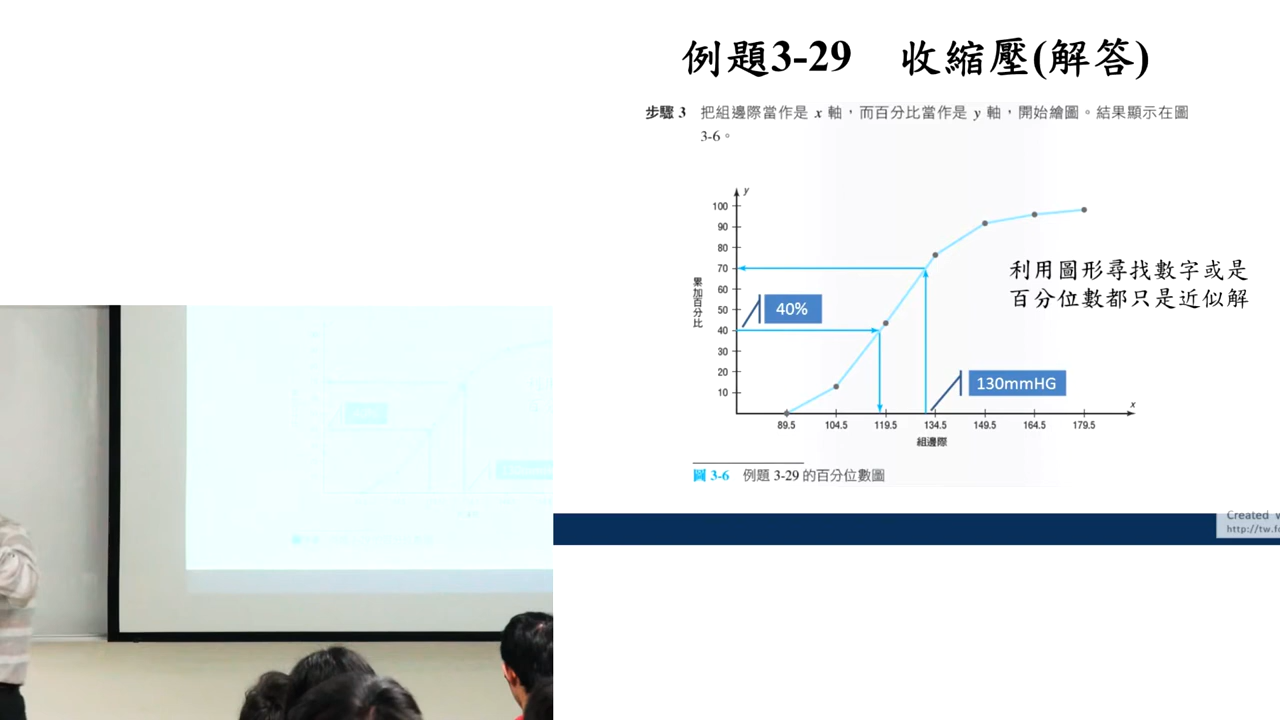 例題3-29 收縮壓(解答)
步驟 3 把組邊際當作是 x 軸，而百分比當作是 y 軸，開始繪圖。結果顯示在圖
3-6。
y
100
90
80
70
60
50
40
30
20
10
累加百分比
40%
130mmHG
利用圖形尋找數字或是
百分位數都只是近似解
x
89.5 104.5 119.5 134.5 149.5 164.5 179.5
組邊際
圖 3-6 例題 3-29 的百分位數圖
Created
http://tw.fo